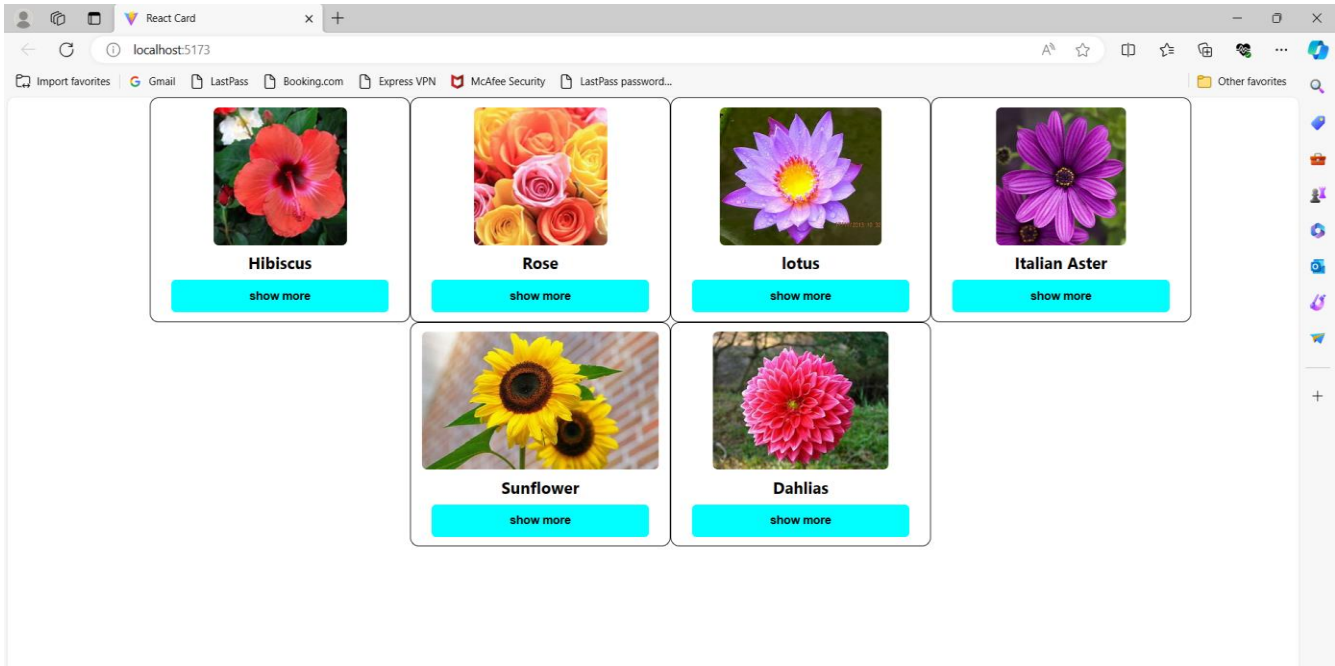 React Card
localhost:5173
Import favorites Gmail LastPass Booking.com Express VPN McAfee Security LastPass password... Other favorites
Hibiscus Rose lotus Italian Aster
show more show more show more show more
Sunflower Dahlias
show more show more